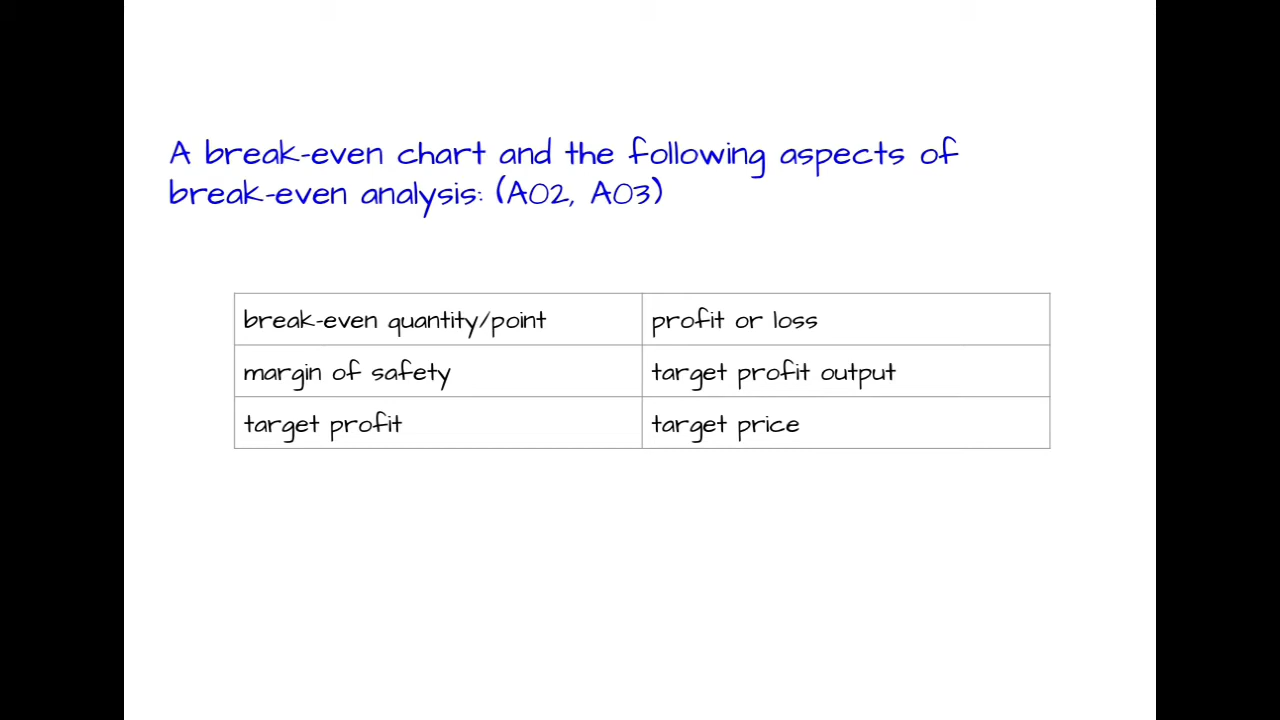 A break-even chart and the following aspects of
break-even analysis: (AO2, AO3)
break-even quantity/point
profit or loss
margin of safety
target profit output
target profit
target price